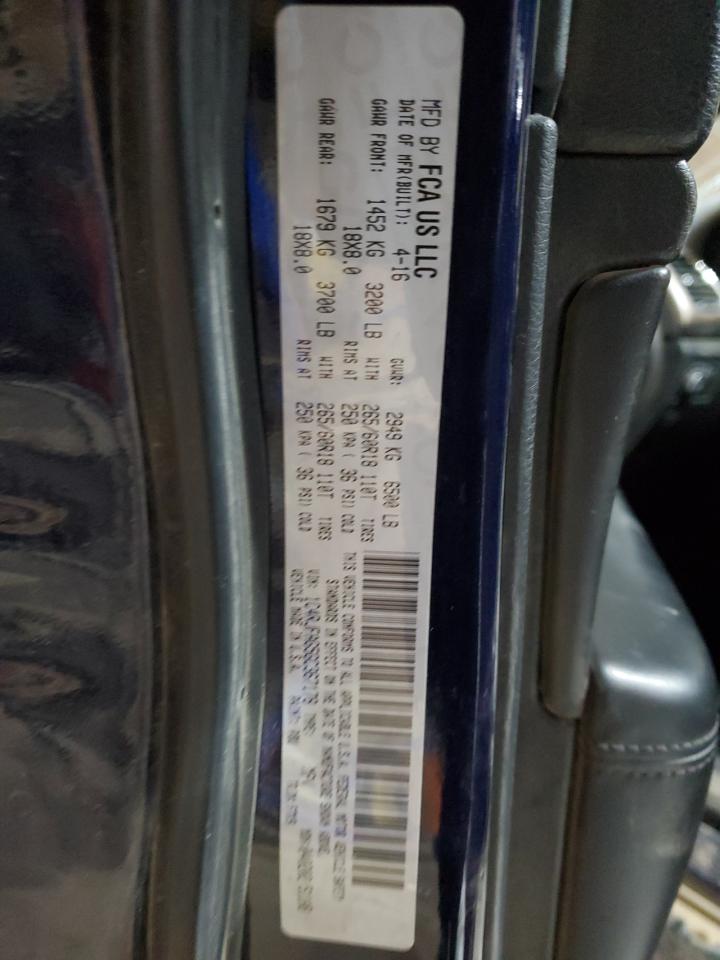 MFD BY FCA US LLC
DATE OF MFR(BUILT): 4-16 GVWR: 2949 KG 6500 LB
GAWR FRONT: 1452 KG 3200 LB WITH 265/60R18 110T TIRES
18X8.0 RIMS AT 250 KPA ( 36 PSI) COLD
GAWR REAR: 1679 KG 3700 LB WITH 265/60R18 110T TIRES
18X8.0 RIMS AT 250 KPA ( 36 PSI) COLD
THIS VEHICLE CONFORMS TO ALL APPLICABLE U.S.A. FEDERAL MOTOR VEHICLE SAFETY
STANDARDS IN EFFECT ON THE DATE OF MANUFACTURE SHOWN ABOVE.
VIN: TYPE: MPV
VEHICLE MADE IN U.S.A. PAINT: